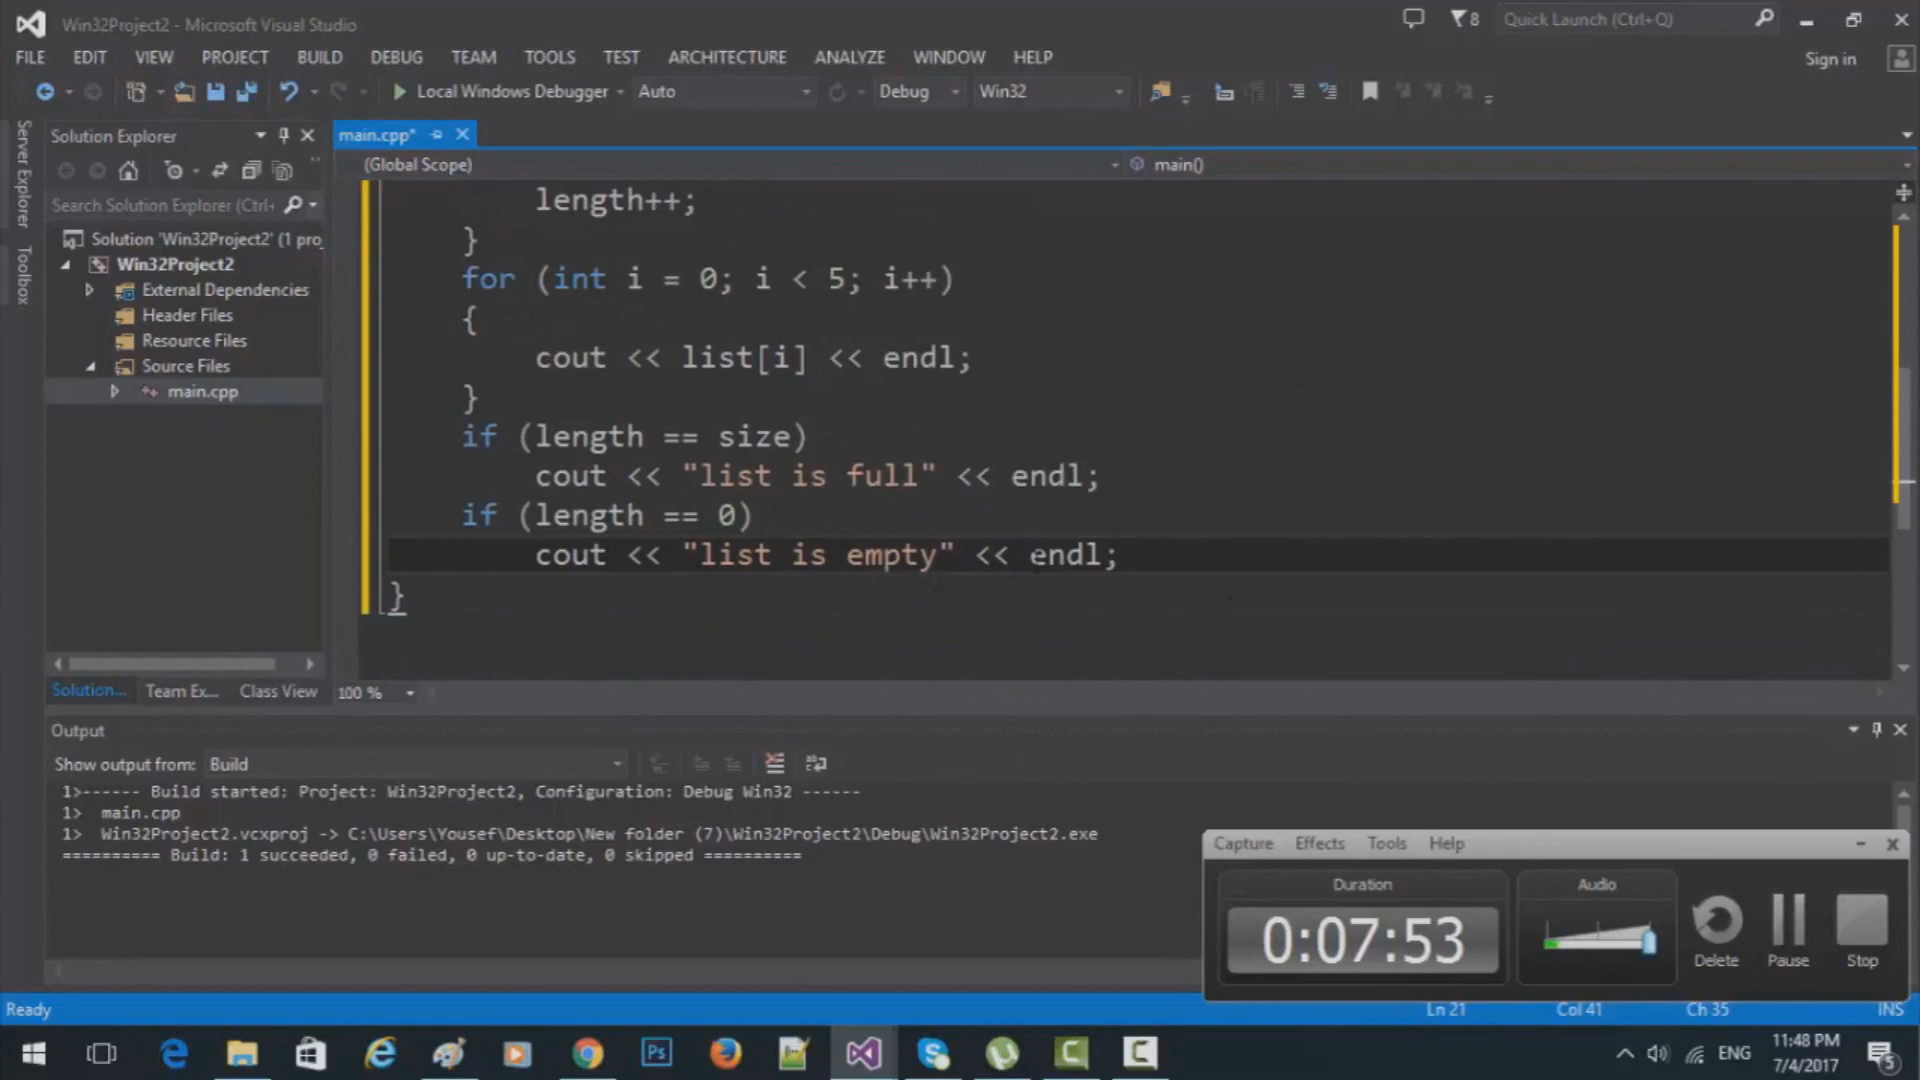 Win32Project2 - Microsoft Visual Studio
8
Quick Launch (Ctrl+Q)
FILE EDIT VIEW PROJECT BUILD DEBUG TEAM TOOLS TEST ARCHITECTURE ANALYZE WINDOW HELP
Sign in
Local Windows Debugger Auto Debug Win32
Server Explorer
Toolbox
Solution Explorer
Search Solution Explorer (Ctrl+
Solution 'Win32Project2' (1 pro
Win32Project2
External Dependencies
Header Files
Resource Files
Source Files
main.cpp
Solution... Team Ex... Class View
main.cpp*
(Global Scope) main()
length++;
}
for (int i = 0; i < 5; i++)
{
cout << list[i] << endl;
}
if (length == size)
cout << "list is full" << endl;
if (length == 0)
cout << "list is empty" << endl;
}
100 %
Output
Show output from: Build
1>------ Build started: Project: Win32Project2, Configuration: Debug Win32 ------
1> main.cpp
1> Win32Project2.vcxproj -> C:\Users\Yousef\Desktop\New folder (7)\Win32Project2\Debug\Win32Project2.exe
========== Build: 1 succeeded, 0 failed, 0 up-to-date, 0 skipped ==========
Capture Effects Tools Help
Duration
0:07:53
Audio
Delete Pause Stop
Ready Ln 21 Col 41 Ch 35 INS
Ps
ENG
11:48 PM
7/4/2017
5